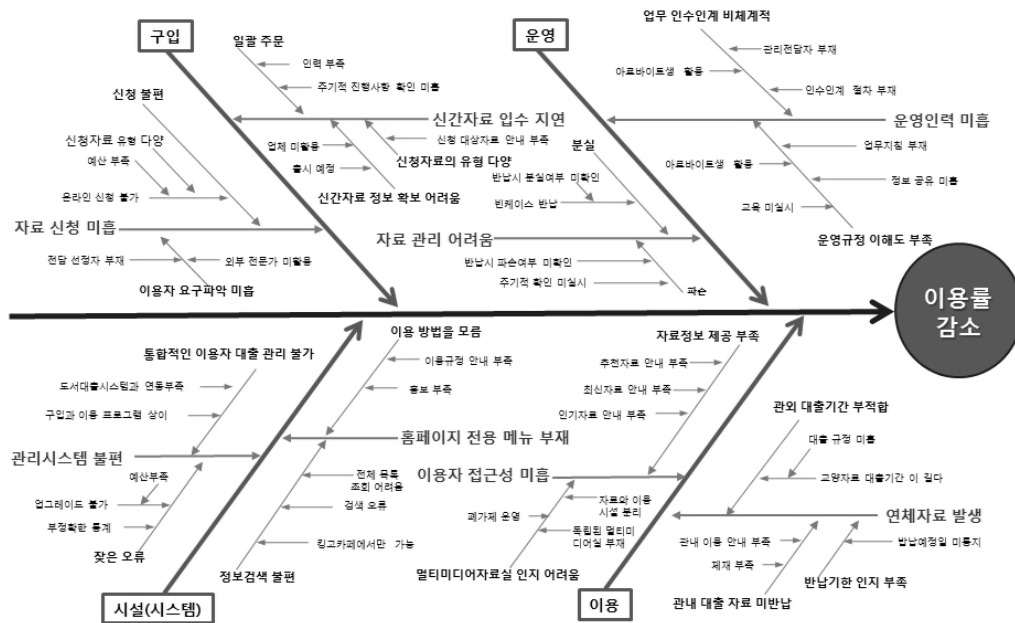 구입
일괄 주문
인력 부족
주기적 진행사항 확인 미흡
신청 불편
신간자료 입수 지연
신청자료 유형 다양
예산 부족
온라인 신청 불가
업체 미활용
출시 예정
신청 대상자료 안내 부족
신청자료의 유형 다양
신간자료 정보 확보 어려움
자료 신청 미흡
전담 선정자 부재
외부 전문가 미활용
이용자 요구파악 미흡
운영
업무 인수인계 비체계적
관리전담자 부재
아르바이트생 활용
인수인계 절차 부재
운영인력 미흡
분실
반납시 분실여부 미확인
빈케이스 반납
업무지침 부재
아르바이트생 활용
정보 공유 미흡
교육 미실시
운영규정 이해도 부족
자료 관리 어려움
반납시 파손여부 미확인
주기적 확인 미실시
파손
이용률
감소
통합적인 이용자 대출 관리 불가
도서대출시스템과 연동부족
구입과 이용 프로그램 상이
관리시스템 불편
예산부족
업그레이드 불가
부정확한 통계
잦은 오류
이용 방법을 모름
이용규정 안내 부족
홍보 부족
홈페이지 전용 메뉴 부재
전체 목록
조회 어려움
검색 오류
킹고카페에서만 가능
정보검색 불편
시설(시스템)
자료정보 제공 부족
추천자료 안내 부족
최신자료 안내 부족
인기자료 안내 부족
이용자 접근성 미흡
자료와 이용
시설 분리
폐가제 운영
독립된 멀티미
디어실 부재
멀티미디어자료실 인지 어려움
관외 대출기간 부적합
대출 규정 미흡
교양자료 대출기간 이 길다
연체자료 발생
관내 이용 안내 부족
제재 부족
관내 대출 자료 미반납
반납예정일 미통지
반납기한 인지 부족
이용